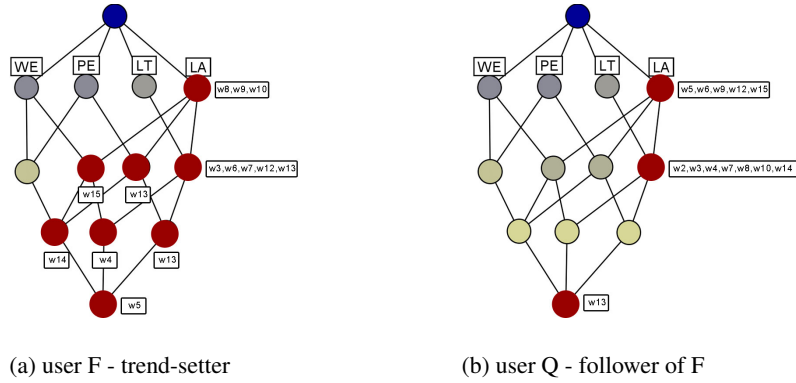 WE PE LT LA
w8,w9,w10
w3,w6,w7,w12,w13
w15 w13
w14 w4 w13
w5
(a) user F - trend-setter
WE PE LT LA
w5,w6,w9,w12,w15
w2,w3,w4,w7,w8,w10,w14
w13
(b) user Q - follower of F